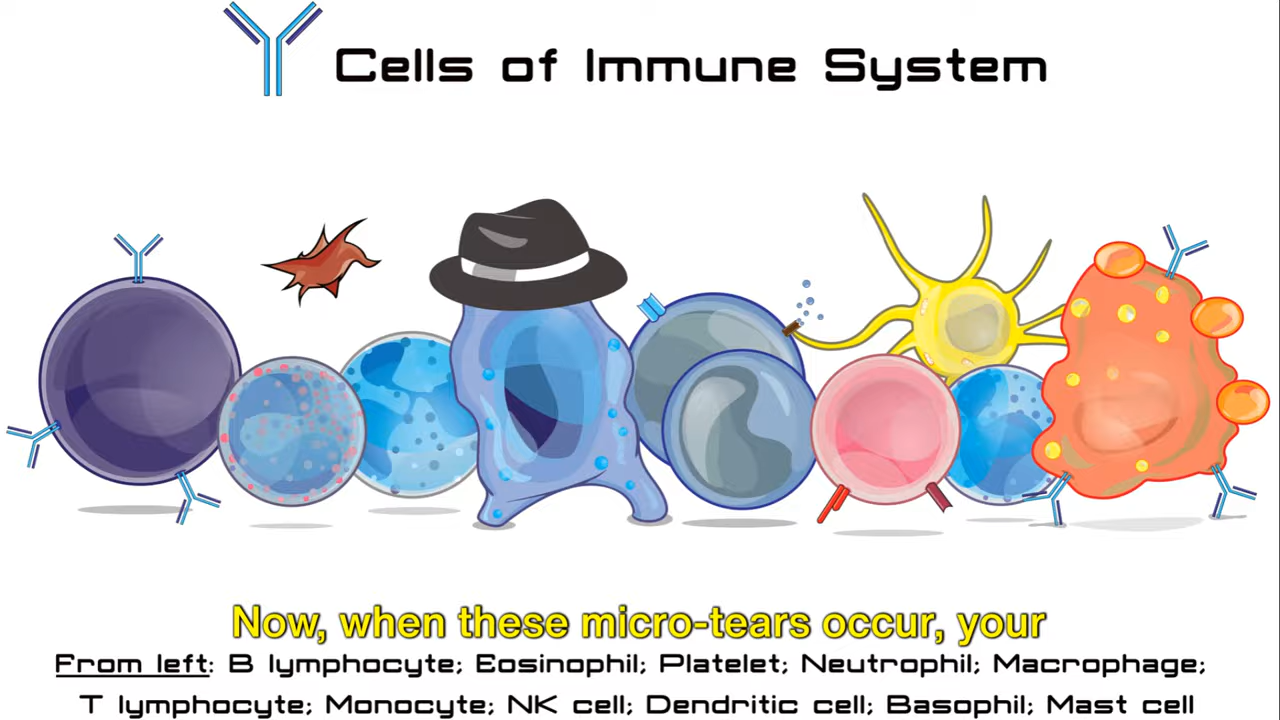 Cells of Immune System
Now, when these micro-tears occur, your
From left: B lymphocyte; Eosinophil; Platelet; Neutrophil; Macrophage;
T lymphocyte; Monocyte; NK cell; Dendritic cell; Basophil; Mast cell